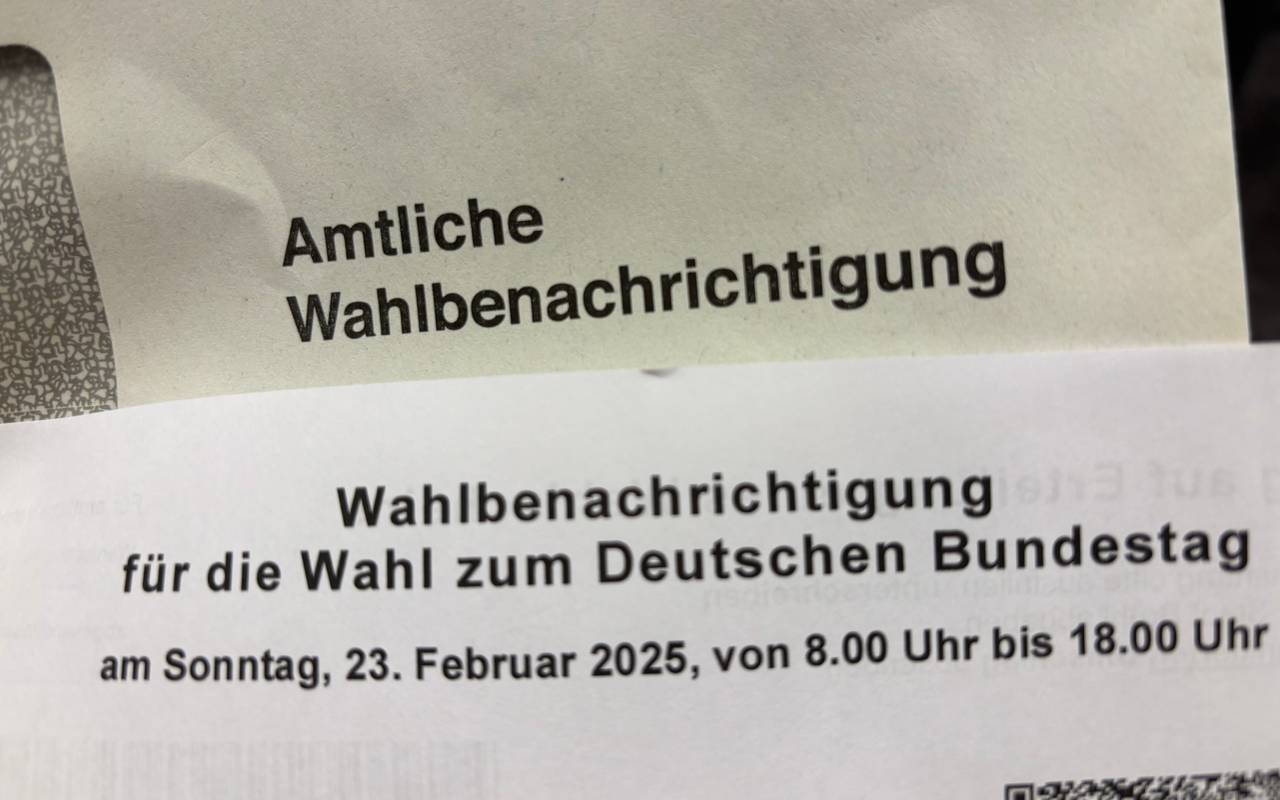 Amtliche
Wahlbenachrichtigung
Wahlbenachrichtigung
für die Wahl zum Deutschen Bundestag
am Sonntag, 23. Februar 2025, von 8.00 Uhr bis 18.00 Uhr